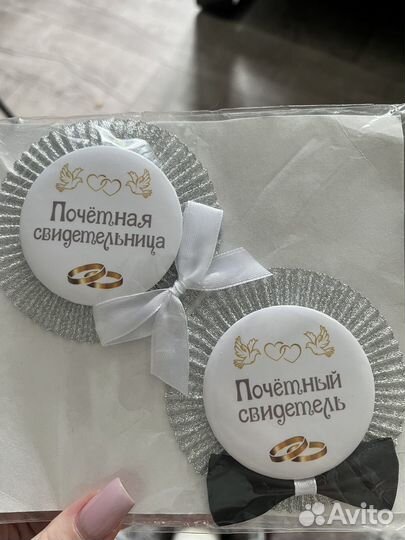 Почётная
свидетельница
Почётный
свидетель
Avito